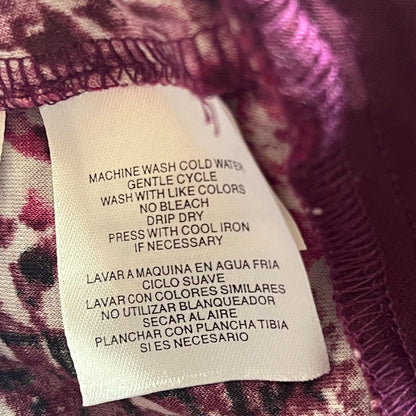 MACHINE WASH COLD WATER
GENTLE CYCLE
WASH WITH LIKE COLORS
NO BLEACH
DRIP DRY
PRESS WITH COOL IRON
IF NECESSARY
LAVAR A MAQUINA EN AGUA FRIA
CICLO SUAVE
LAVAR CON COLORES SIMILARES
NO UTILIZAR BLANQUEADOR
SECAR AL AIRE
PLANCHAR CON PLANCHA TIBIA
SI ES NECESARY